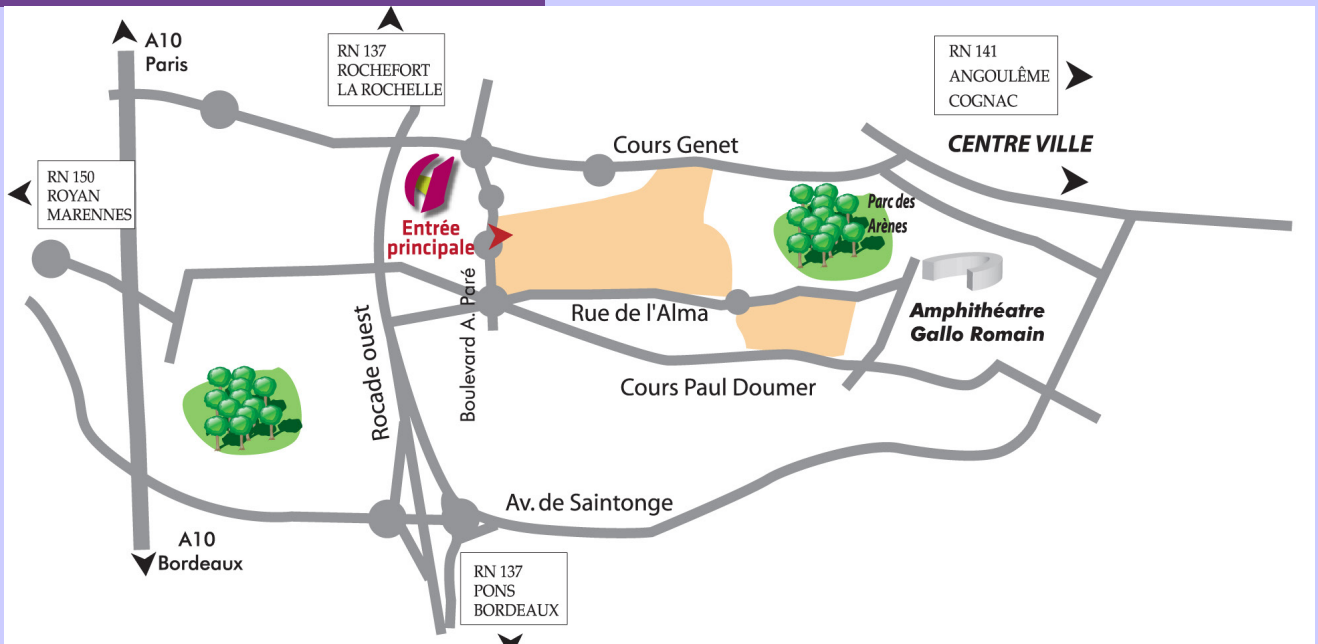 A10
Paris
RN 137
ROCHEFORT
LA ROCHELLE
RN 141
ANGOULÊME
COGNAC
CENTRE VILLE
Cours Genet
RN 150
ROYAN
MARENNES
Parc des
Arènes
Entrée
principale
Boulevard A. Paré
Rue de l'Alma
Amphithéatre
Gallo Romain
Rocade ouest
Cours Paul Doumer
Av. de Saintonge
A10
Bordeaux
RN 137
PONS
BORDEAUX